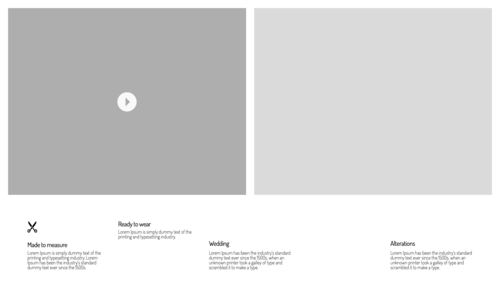 Ready to wear
Lorem Ipsum is simply dummy text of the
printing and typesetting industry.
Made to measure
Lorem Ipsum is simply dummy text of the
printing and typesetting industry. Lorem
Ipsum has been the industry's standard
dummy text ever since the 1500s,
Wedding
Lorem Ipsum has been the industry's standard
dummy text ever since the 1500s, when an
unknown printer took a galley of type and
scrambled it to make a type
Alterations
Lorem Ipsum has been the industry's standard
dummy text ever since the 1500s, when an
unknown printer took a galley of type and
scrambled it to make a type